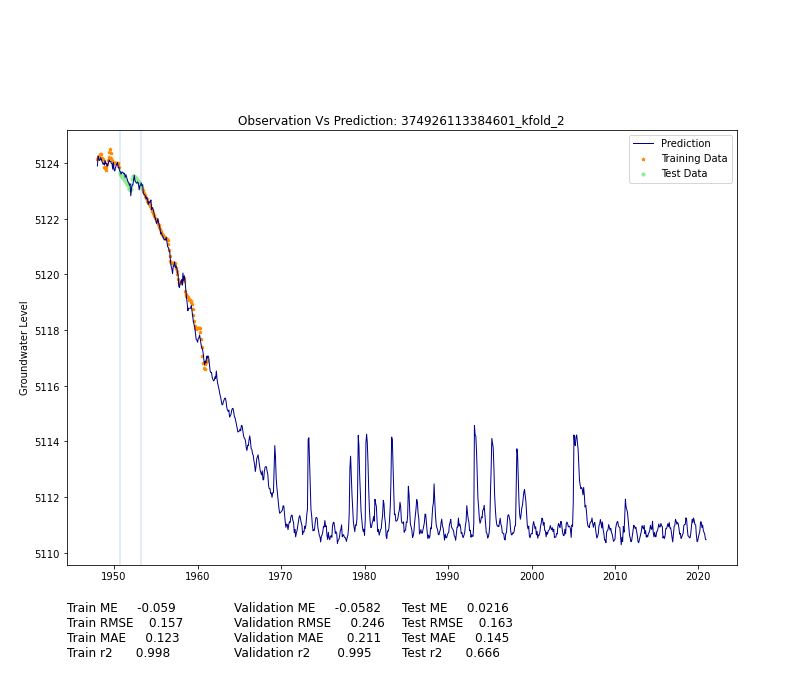 Observation Vs Prediction: 374926113384601_kfold_2
Prediction
Training Data
Test Data
5124
5122
5120
5118
5116
5114
5112
5110
Groundwater Level
1950 1960 1970 1980 1990 2000 2010 2020
Train ME -0.059 Validation ME -0.0582 Test ME 0.0216
Train RMSE 0.157 Validation RMSE 0.246 Test RMSE 0.163
Train MAE 0.123 Validation MAE 0.211 Test MAE 0.145
Train r2 0.998 Validation r2 0.995 Test r2 0.666